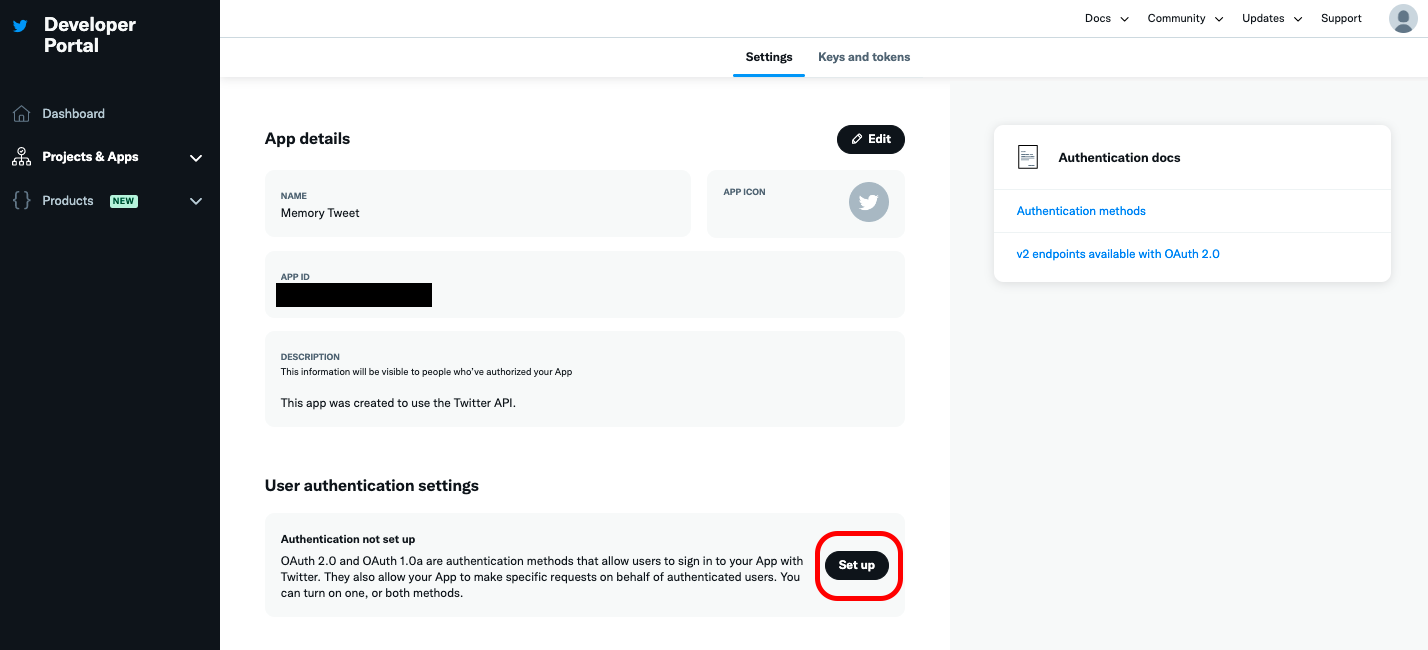 Developer
Portal
Docs
Community
Updates
Support
Settings
Keys and tokens
Dashboard
Projects & Apps
Products
NEW
App details
Edit
NAME
Memory Tweet
APP ICON
APP ID
DESCRIPTION
This information will be visible to people who've authorized your App
This app was created to use the Twitter API.
User authentication settings
Authentication not set up
OAuth 2.0 and OAuth 1.0a are authentication methods that allow users to sign in to your App with
Twitter. They also allow your App to make specific requests on behalf of authenticated users. You
can turn on one, or both methods.
Set up
Authentication docs
Authentication methods
v2 endpoints available with OAuth 2.0